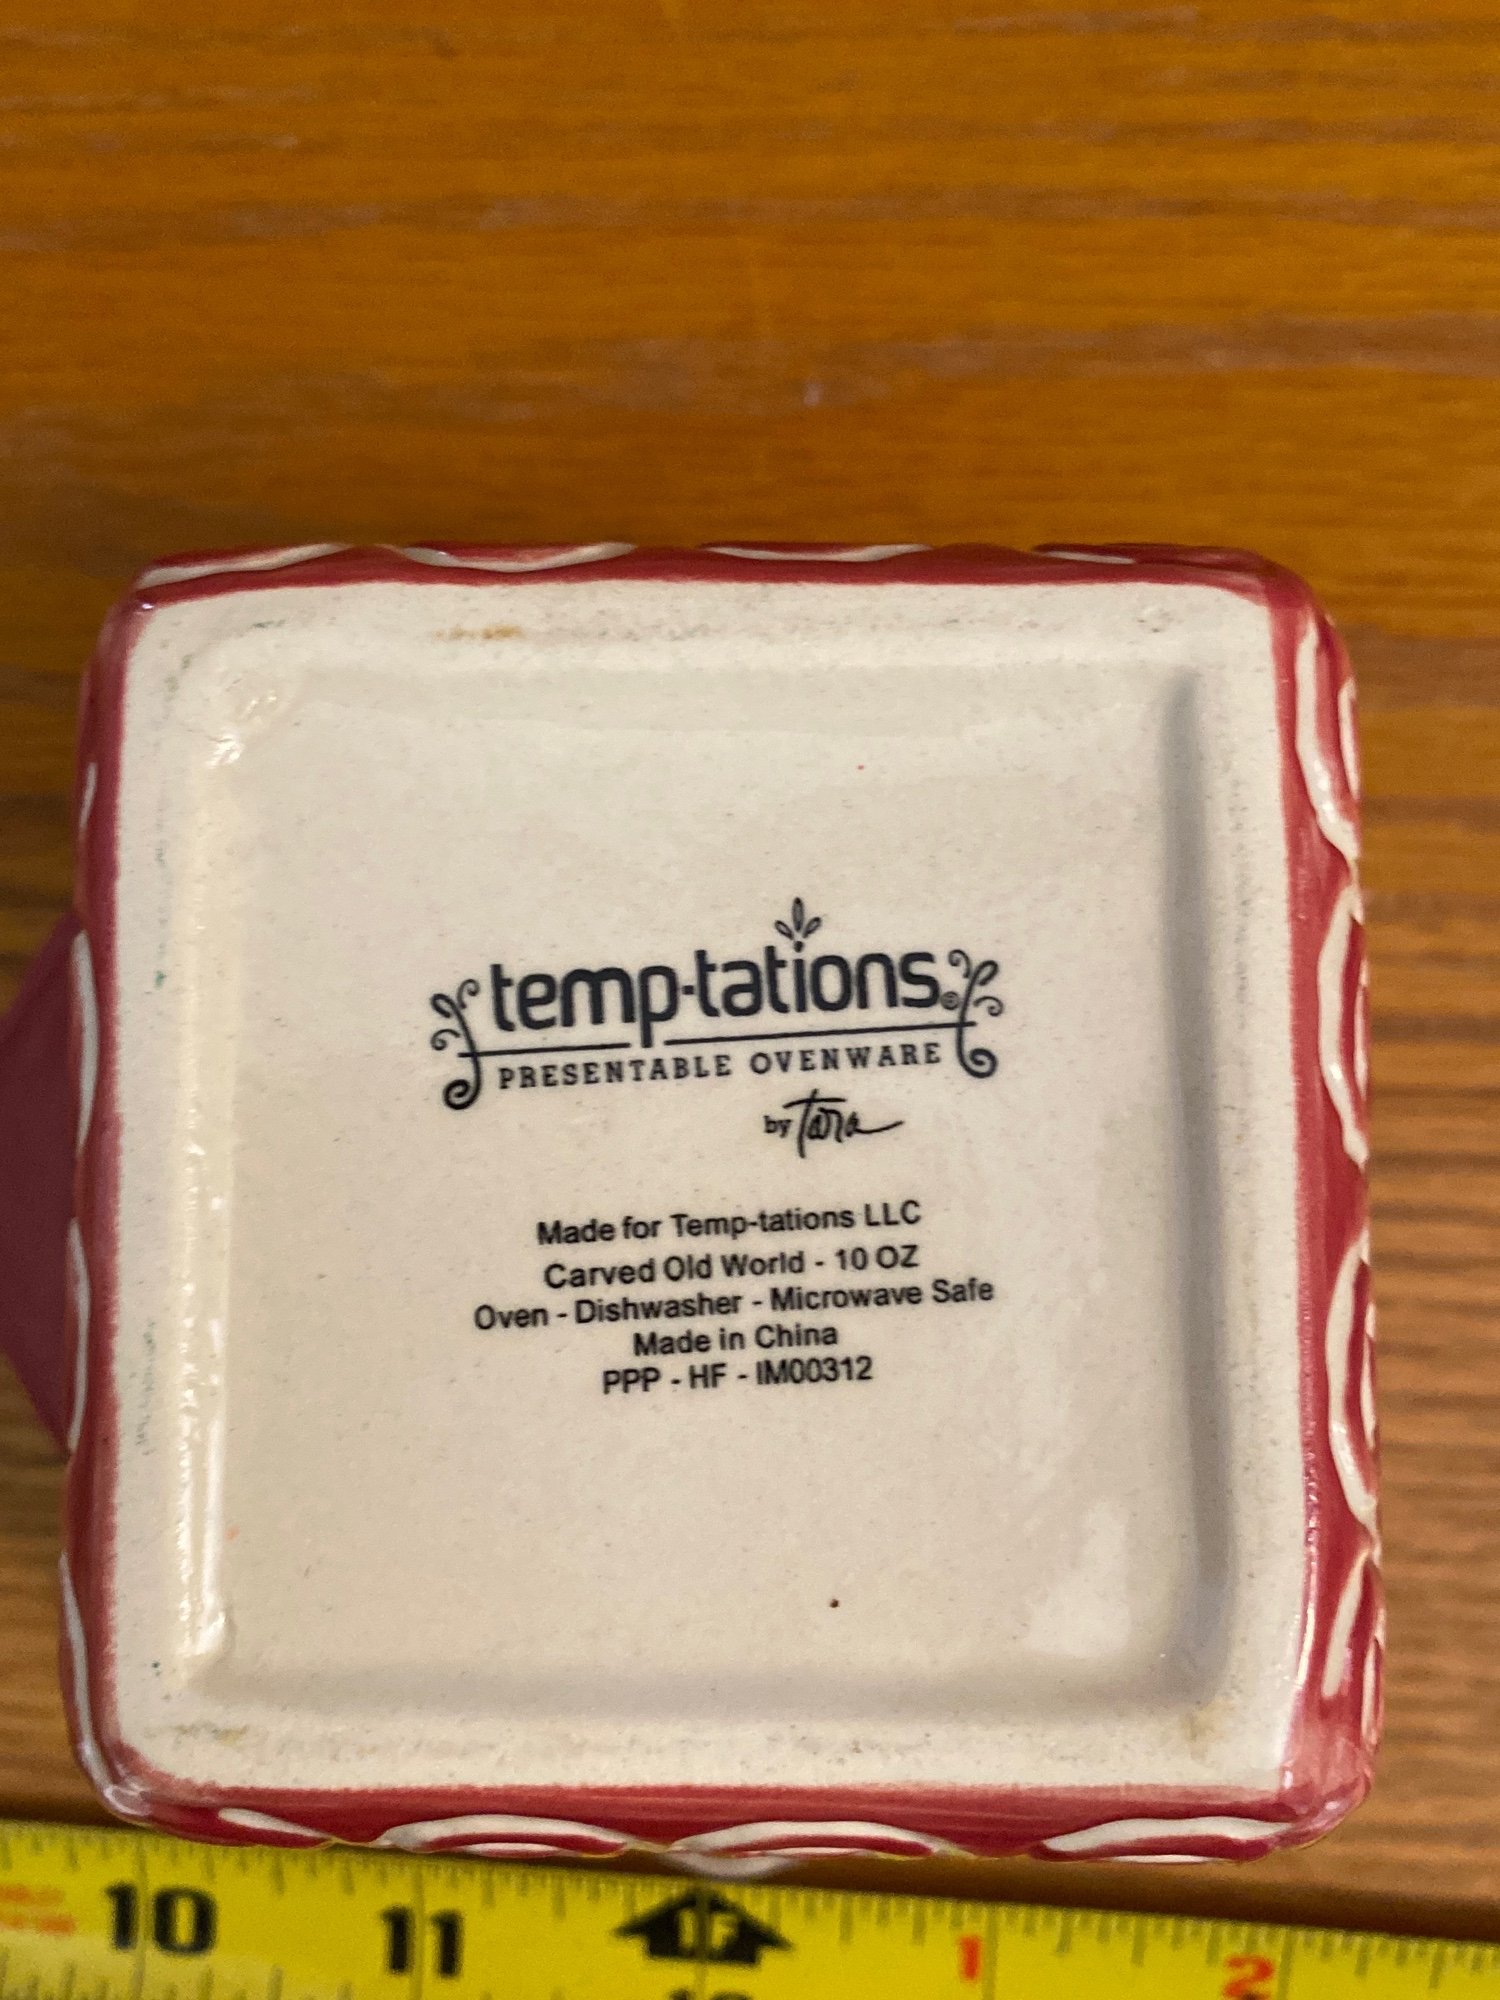 temp-tations®
PRESENTABLE OVENWARE
by Tara
Made for Temp-tations LLC
Carved Old World - 10 OZ
Oven - Dishwasher - Microwave Safe
Made in China
PPP - HF - IM00312
10 11 1F 1 2